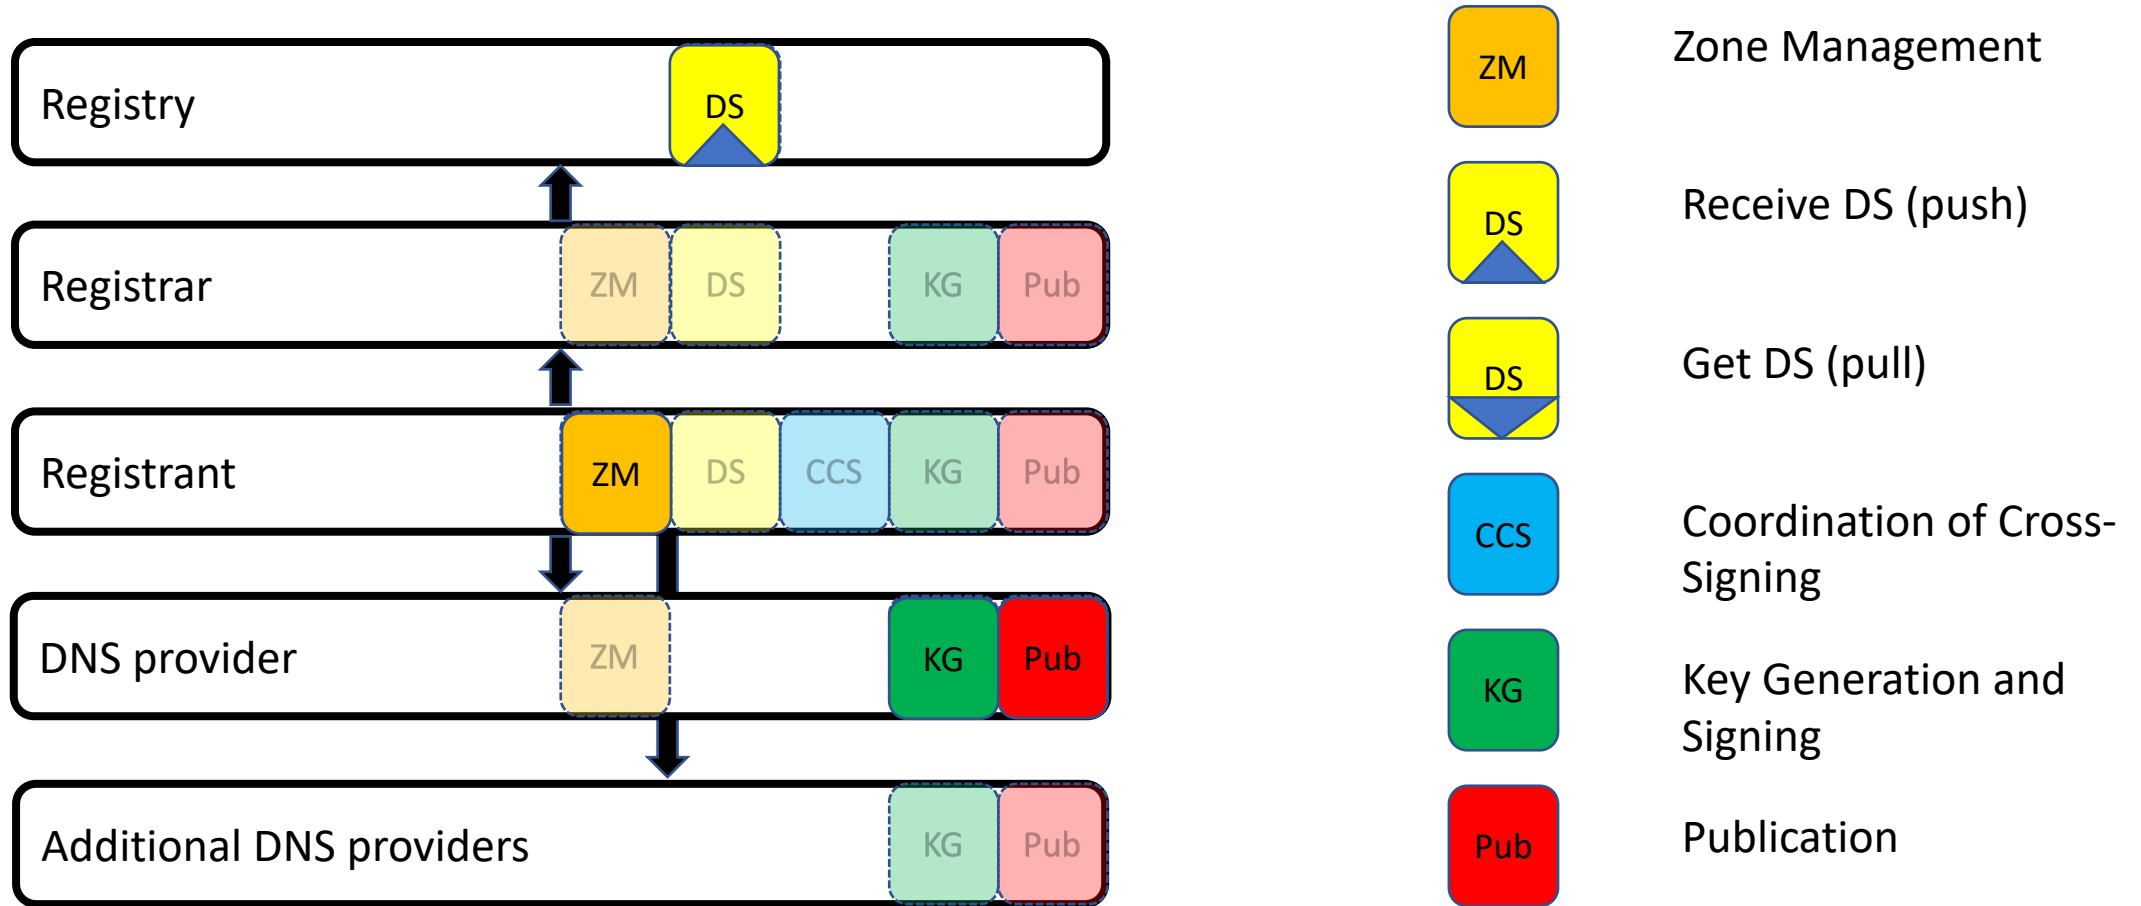 Registry
DS
Registrar
ZM DS KG Pub
Registrant
ZM DS CCS KG Pub
DNS provider
ZM KG Pub
Additional DNS providers
KG Pub
ZM
Zone Management
DS
Receive DS (push)
DS
Get DS (pull)
CCS
Coordination of Cross-
Signing
KG
Key Generation and
Signing
Pub
Publication